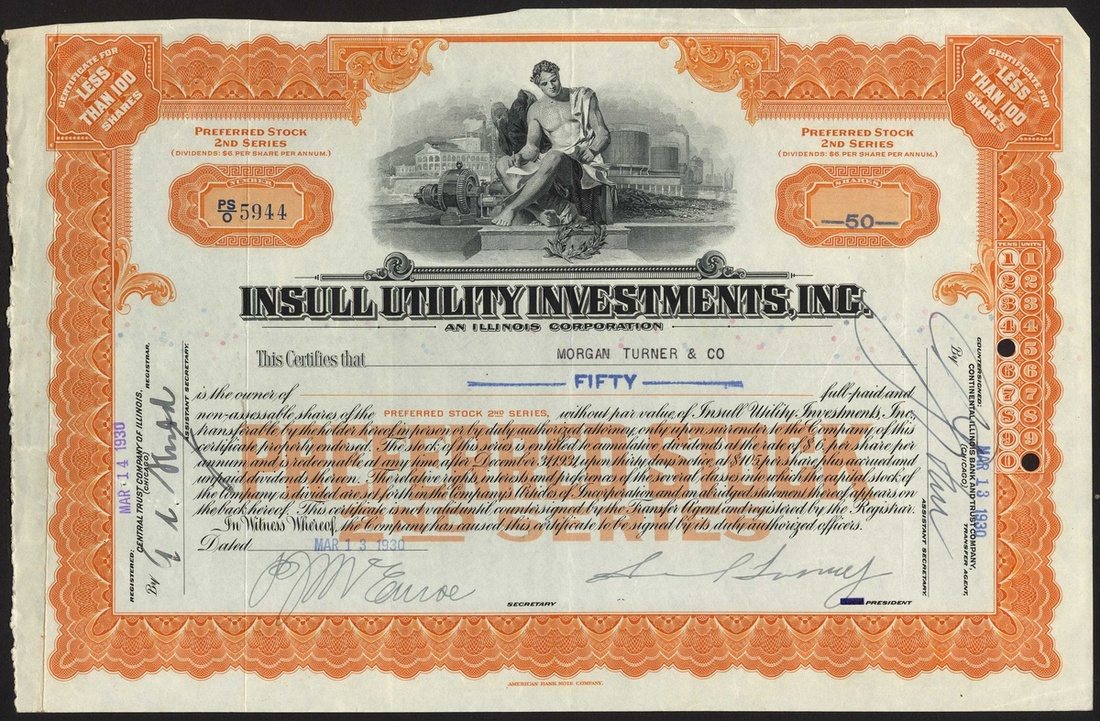 CERTIFICATE FOR
LESS
THAN 100
SHARES
CERTIFICATE FOR
LESS
THAN 100
SHARES
PREFERRED STOCK
2ND SERIES
(DIVIDENDS: $6. PER SHARE PER ANNUM.)
PREFERRED STOCK
2ND SERIES
(DIVIDENDS: $6. PER SHARE PER ANNUM.)
NUMBER
PS/O 5944
SHARES
50
INSULL UTILITY INVESTMENTS, INC.
AN ILLINOIS CORPORATION
This Certifies that MORGAN TURNER & CO
FIFTY
is the owner of full-paid and
non-assessable shares of the PREFERRED STOCK 2ND SERIES, without par value of Insull Utility Investments, Inc.,
transferable by the holder hereof in person or by duly authorized attorney only upon surrender to the Company of this
certificate properly endorsed. The stock of this series is entitled to cumulative dividends at the rate of $6 per share per
annum and is redeemable at any time after December 31, 1931, upon thirty days notice, at $105 per share plus accrued and
unpaid dividends thereon. The relative rights, interests and preferences of the several classes into which the capital stock of
the Company is divided are set forth in the Company's Articles of Incorporation and an abridged statement hereof appears on
the back hereof. This certificate is not valid until countersigned by the Transfer Agent and registered by the Registrar.
In Witness Whereof, the Company has caused this certificate to be signed by its duly authorized officers.
Dated MAR 13 1930
PREFERRED STOCK
2ND SERIES
SECRETARY
PRESIDENT
REGISTERED:
CENTRAL TRUST COMPANY OF ILLINOIS,
(CHICAGO)
REGISTRAR,
By
ASSISTANT SECRETARY.
MAR 14 1930
COUNTERSIGNED:
CONTINENTAL ILLINOIS BANK AND TRUST COMPANY,
(CHICAGO)
TRANSFER AGENT,
By
ASSISTANT SECRETARY.
MAR 13 1930
TENS UNITS
1 1
2 2
3 3
4 4
5
6 6
7 7
8 8
9 9
0
AMERICAN BANK NOTE COMPANY.